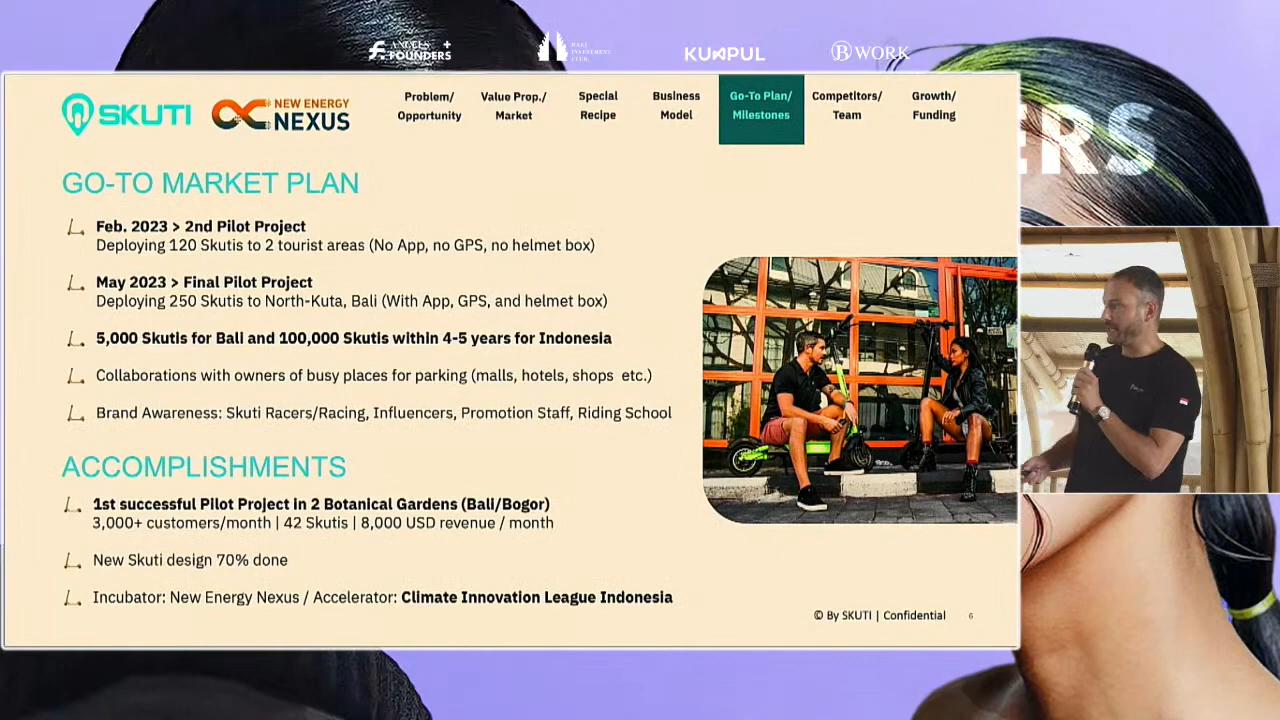 ANGELS + FOUNDERS
BALI INVESTMENT CLUB
KUMPUL
B WORK
ERS
SKUTI
NEW ENERGY
NEXUS
Problem/
Opportunity
Value Prop./
Market
Special
Recipe
Business
Model
Go-To Plan/
Milestones
Competitors/
Team
Growth/
Funding
GO-TO MARKET PLAN
Feb. 2023 > 2nd Pilot Project
Deploying 120 Skutis to 2 tourist areas (No App, no GPS, no helmet box)
May 2023 > Final Pilot Project
Deploying 250 Skutis to North-Kuta, Bali (With App, GPS, and helmet box)
5,000 Skutis for Bali and 100,000 Skutis within 4-5 years for Indonesia
Collaborations with owners of busy places for parking (malls, hotels, shops etc.)
Brand Awareness: Skuti Racers/Racing, Influencers, Promotion Staff, Riding School
ACCOMPLISHMENTS
1st successful Pilot Project in 2 Botanical Gardens (Bali/Bogor)
3,000+ customers/month | 42 Skutis | 8,000 USD revenue / month
New Skuti design 70% done
Incubator: New Energy Nexus / Accelerator: Climate Innovation League Indonesia
© By SKUTI | Confidential
6